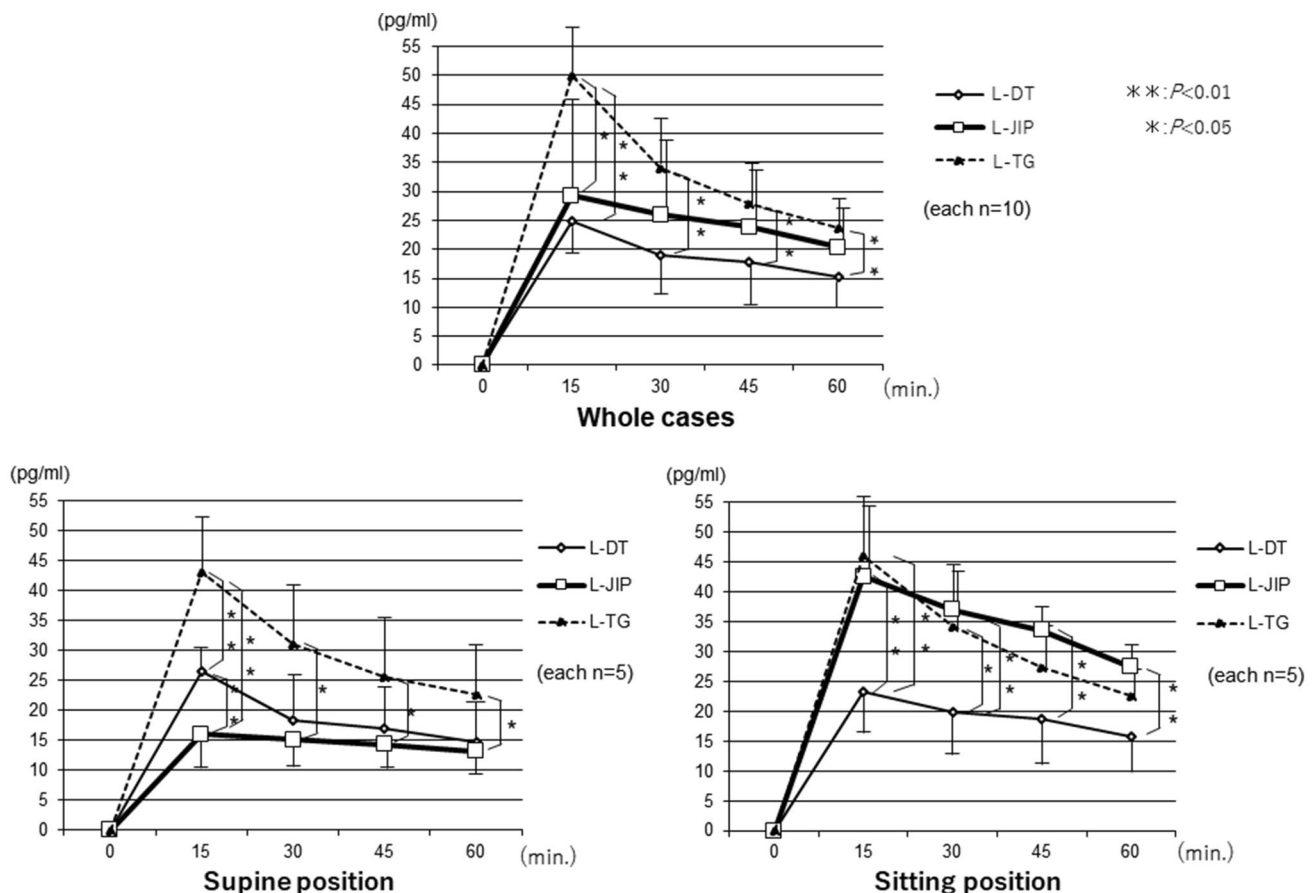 (pg/ml)
55
50
45
40
35
30
25
20
15
10
5
0
0 15 30 45 60 (min.)
Whole cases
L-DT
L-JIP
L-TG
(each n=10)
**:P<0.01
*:P<0.05
(pg/ml)
55
50
45
40
35
30
25
20
15
10
5
0
0 15 30 45 60 (min.)
Supine position
L-DT
L-JIP
L-TG
(each n=5)
(pg/ml)
55
50
45
40
35
30
25
20
15
10
5
0
0 15 30 45 60 (min.)
Sitting position
L-DT
L-JIP
L-TG
(each n=5)